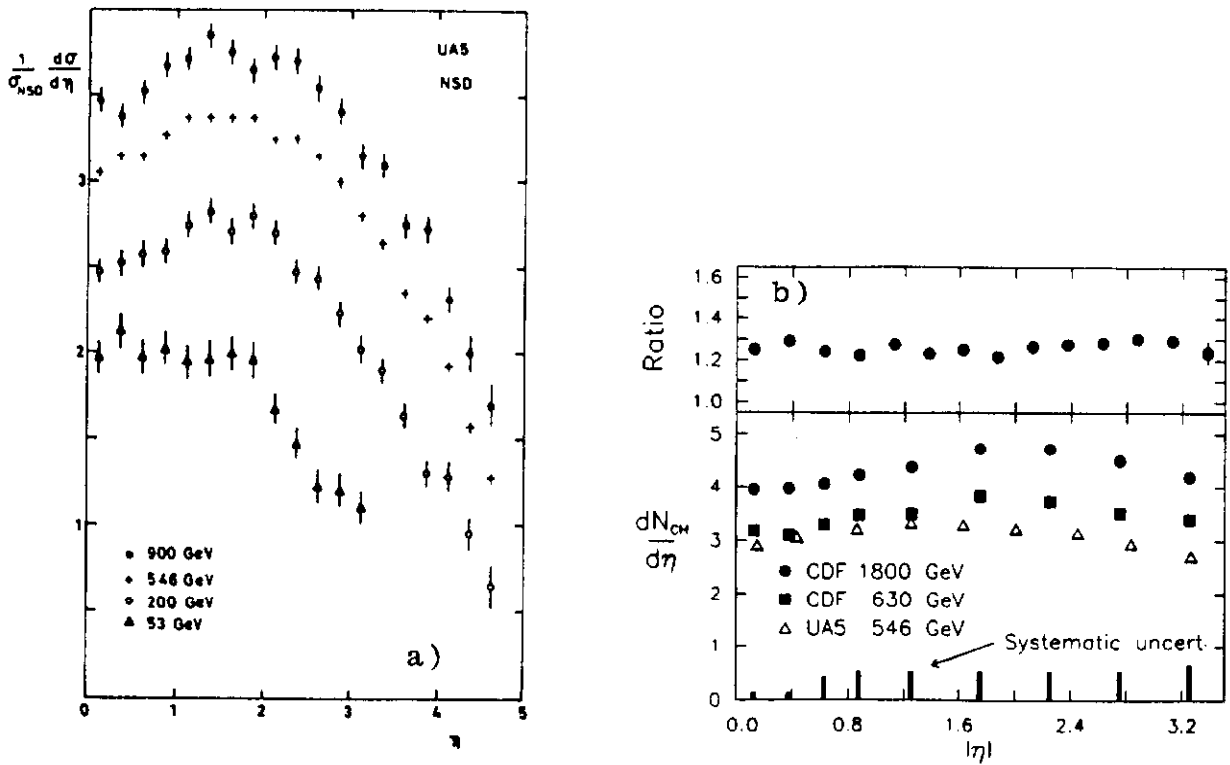 1/σNSD dσ/dη
UA5
NSD
3
2
1
900 GeV
546 GeV
200 GeV
53 GeV
a)
0
1
2
3
4
5
η
b)
Ratio
1.6
1.4
1.2
1.0
dN_CH/dη
5
4
3
2
1
0
CDF 1800 GeV
CDF 630 GeV
UA5 546 GeV
Systematic uncert.
0.0
0.8
1.6
2.4
3.2
|η|